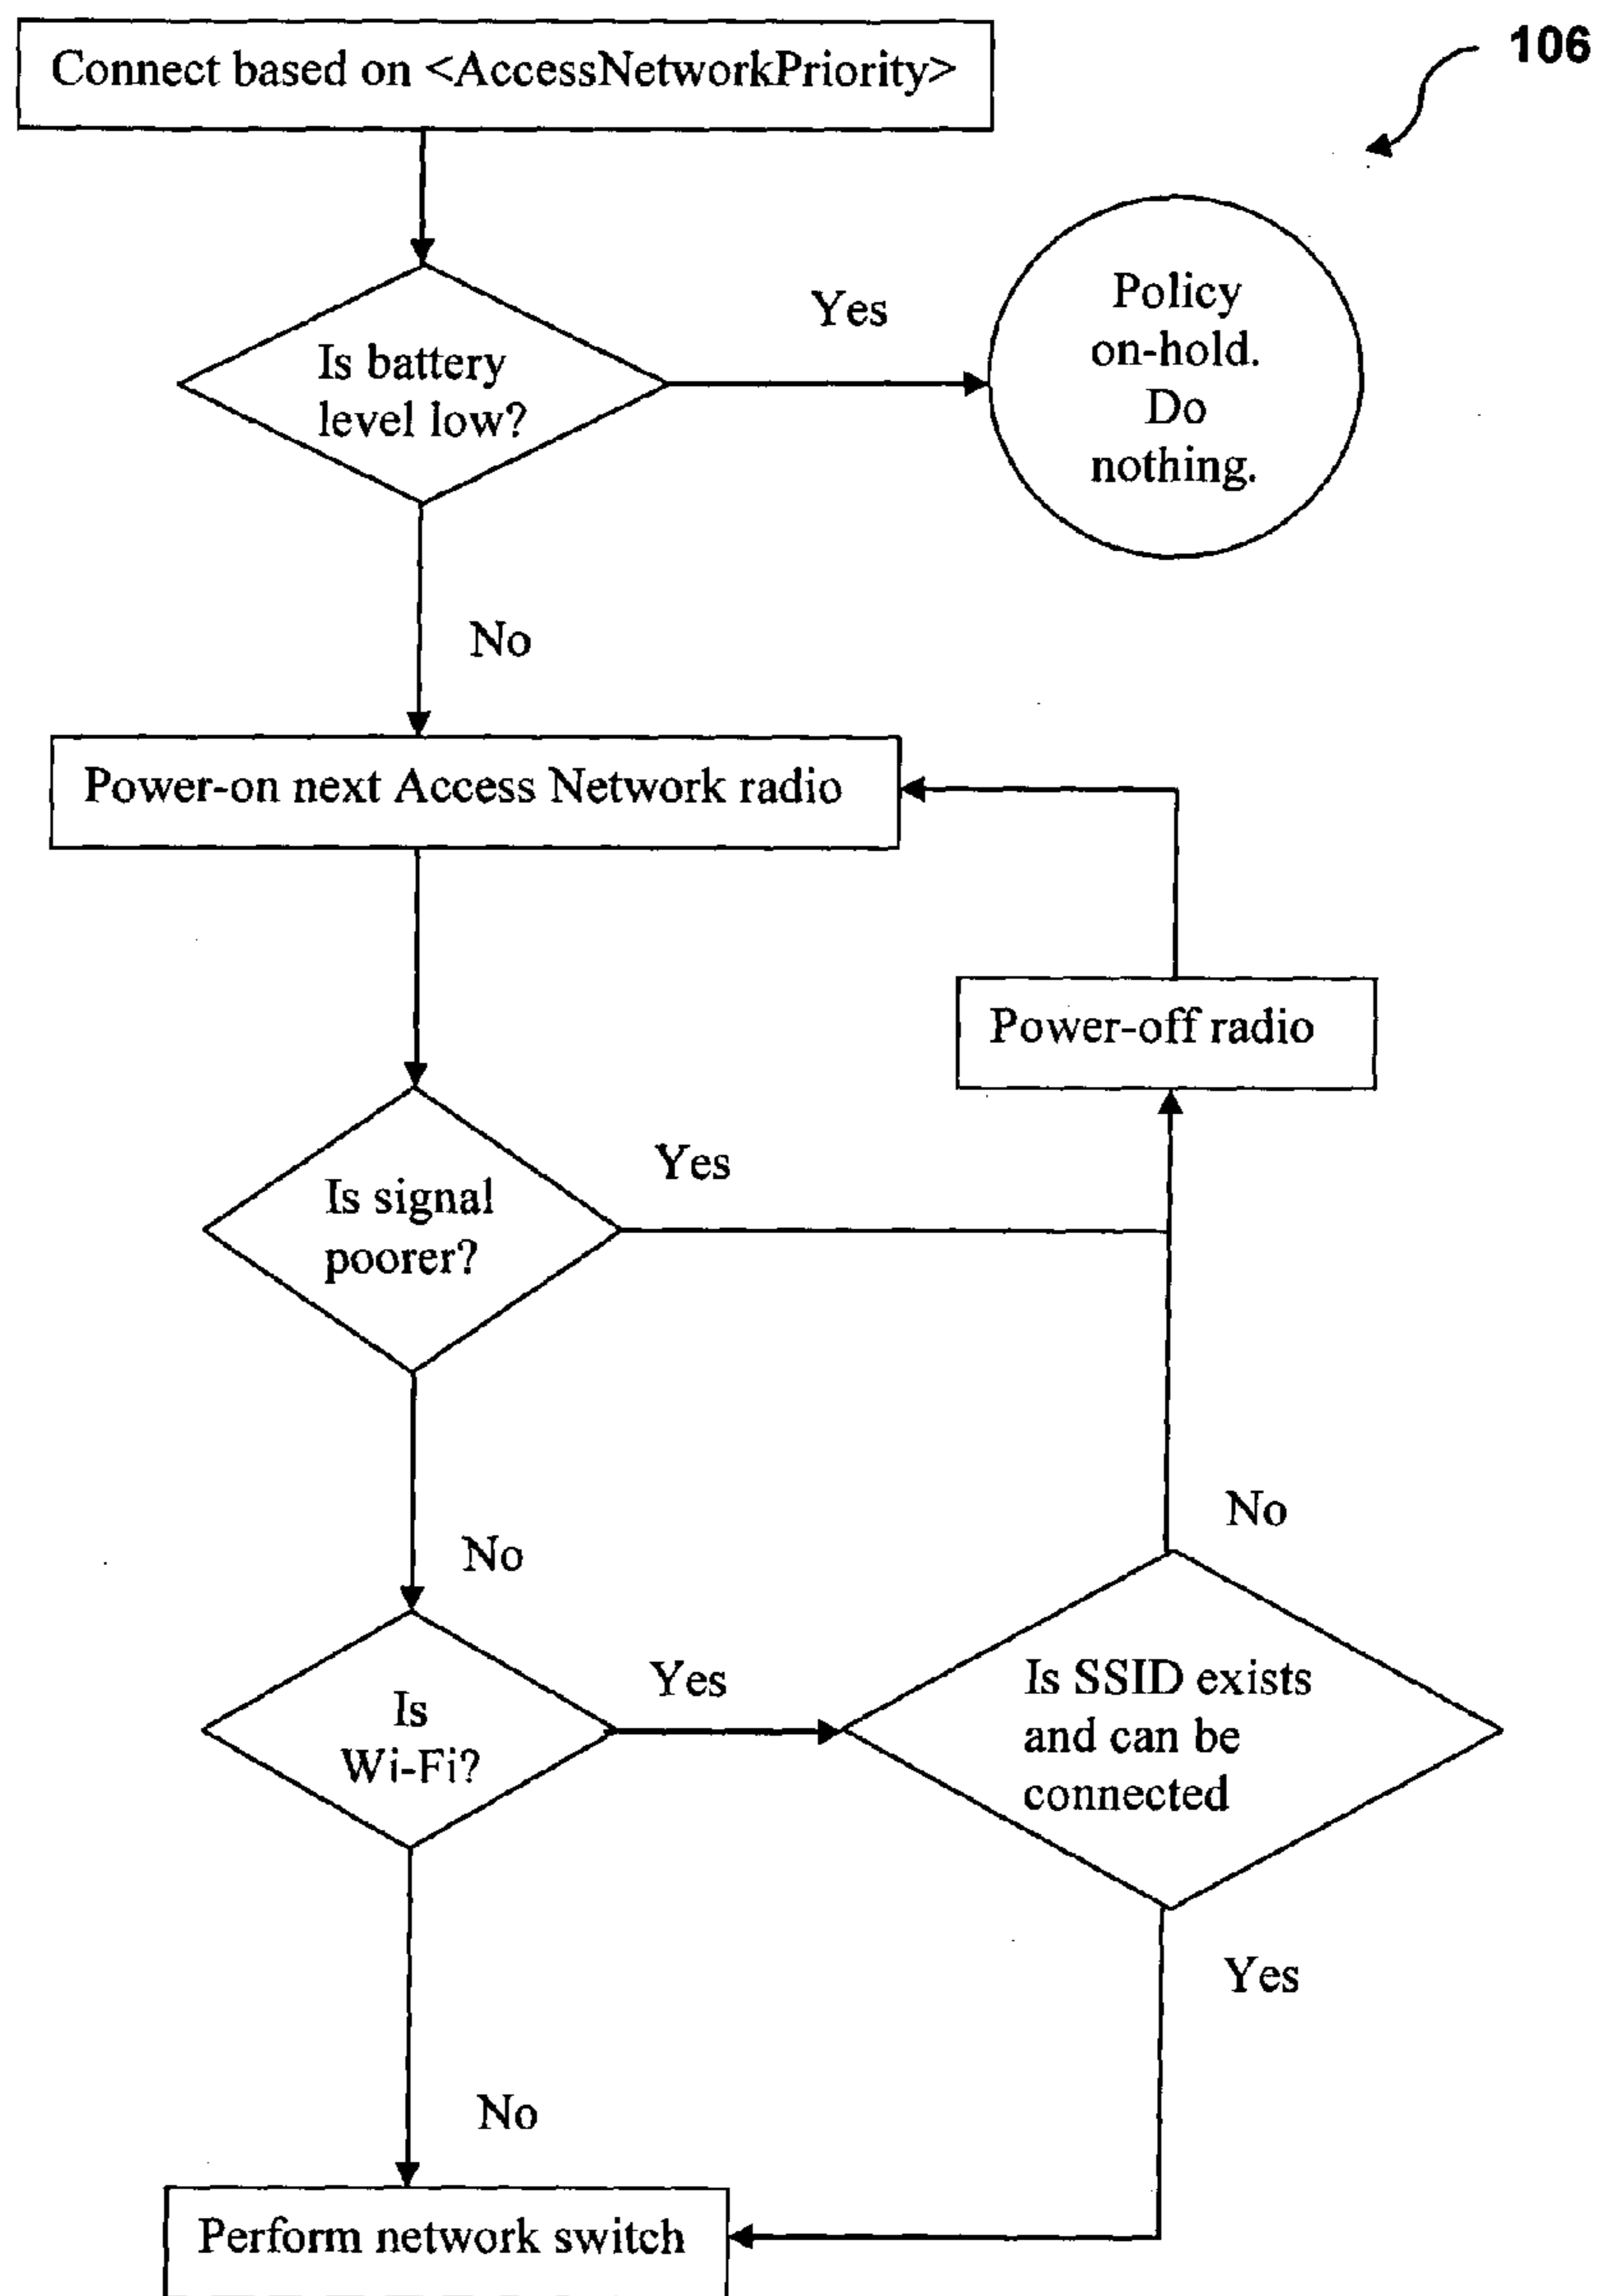 106
Connect based on <AccessNetworkPriority>
Is battery
level low?
Yes
Policy
on-hold.
Do
nothing.
No
Power-on next Access Network radio
Power-off radio
Is signal
poorer?
Yes
No
No
Is
Wi-Fi?
Yes
Is SSID exists
and can be
connected
Yes
No
Perform network switch